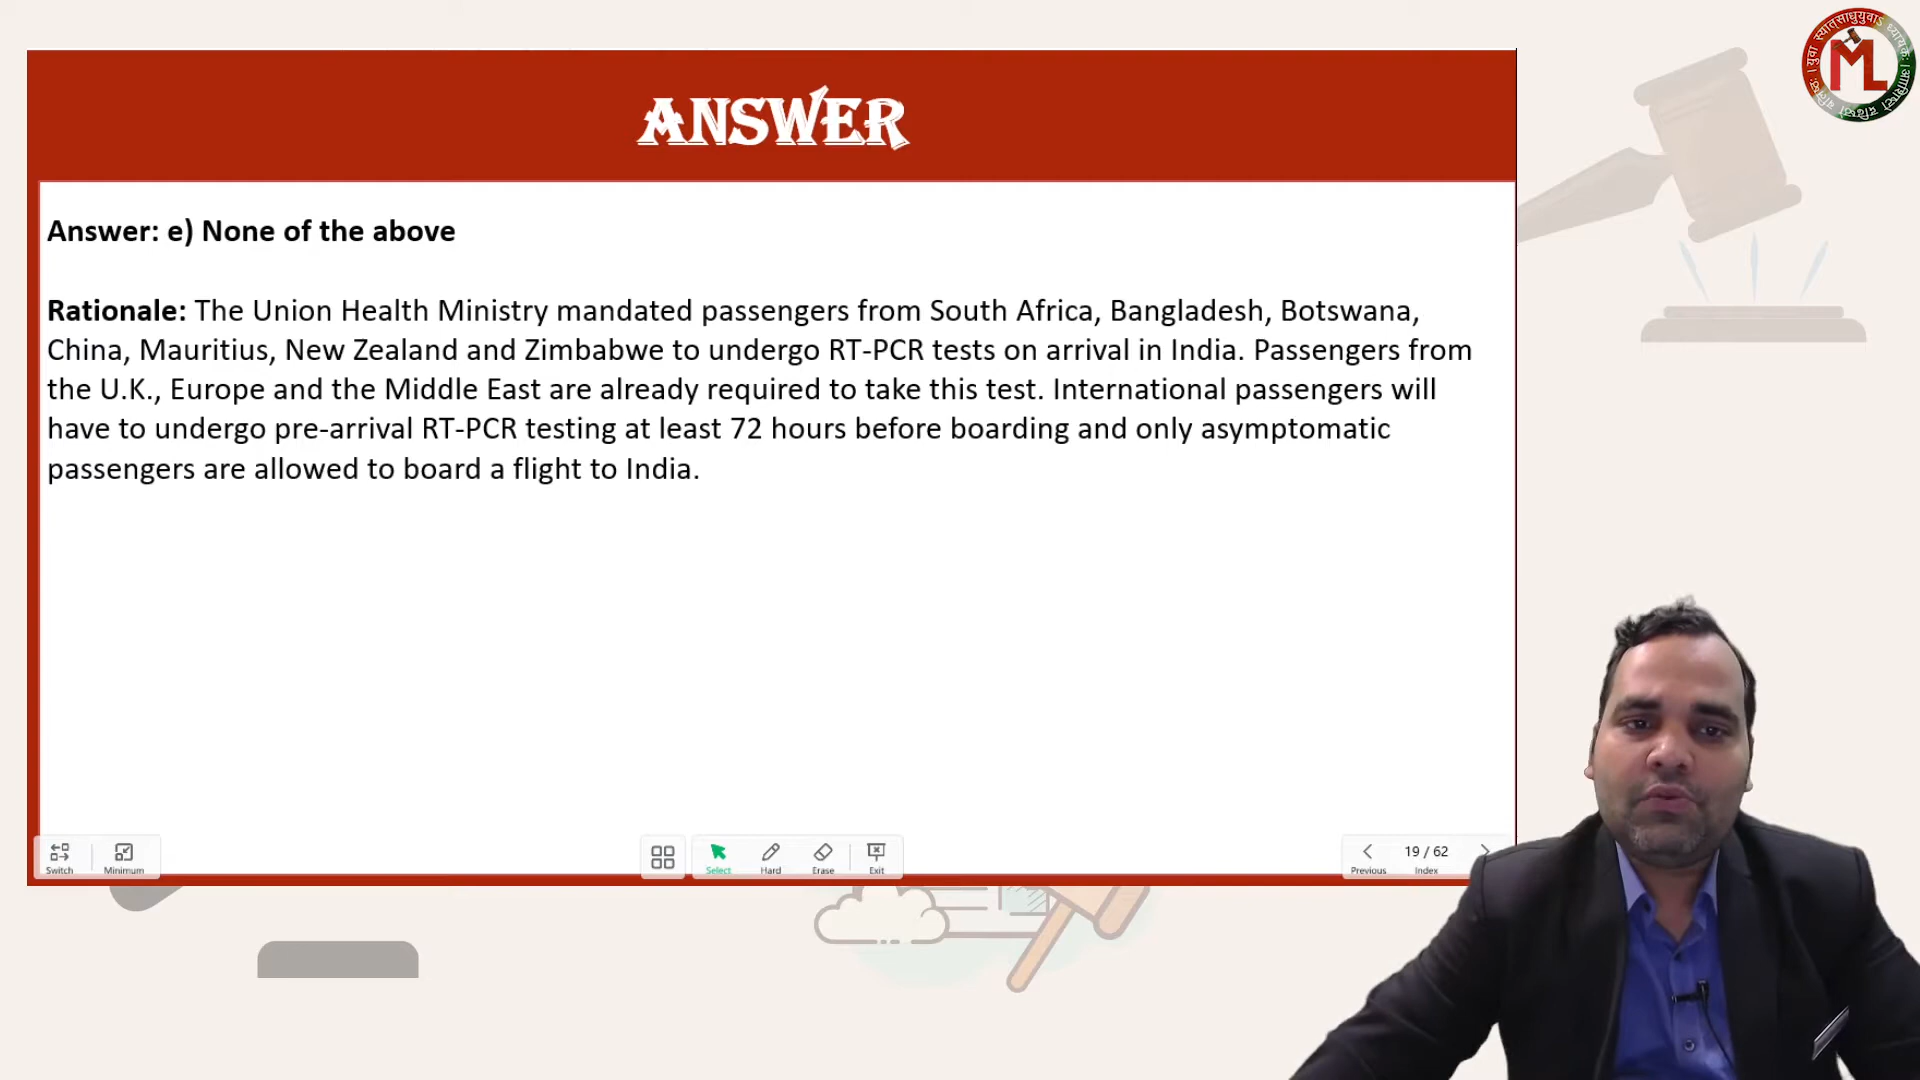 ANSWER
Answer: e) None of the above
Rationale: The Union Health Ministry mandated passengers from South Africa, Bangladesh, Botswana,
China, Mauritius, New Zealand and Zimbabwe to undergo RT-PCR tests on arrival in India. Passengers from
the U.K., Europe and the Middle East are already required to take this test. International passengers will
have to undergo pre-arrival RT-PCR testing at least 72 hours before boarding and only asymptomatic
passengers are allowed to board a flight to India.
Switch Minimum Select Hard Erase Exit
19 / 62
Previous Index
ML